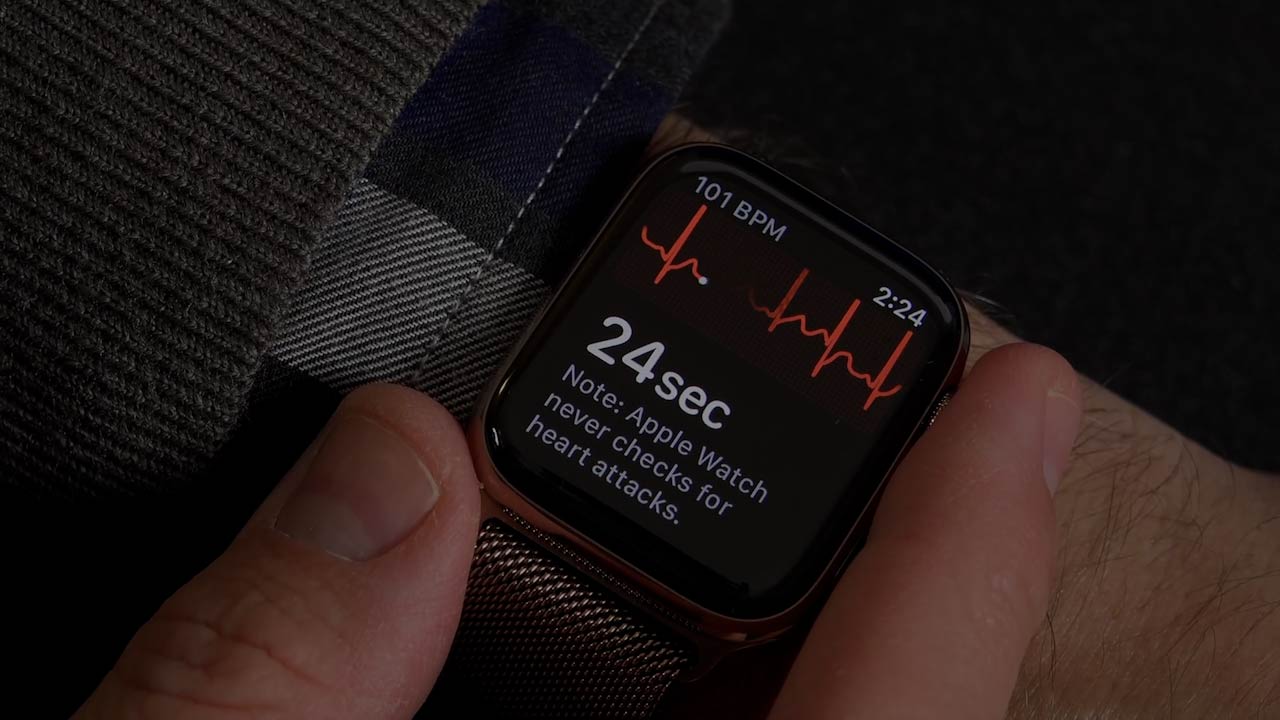 101 BPM
2:24
24sec
Note: Apple Watch
never checks for
heart attacks.